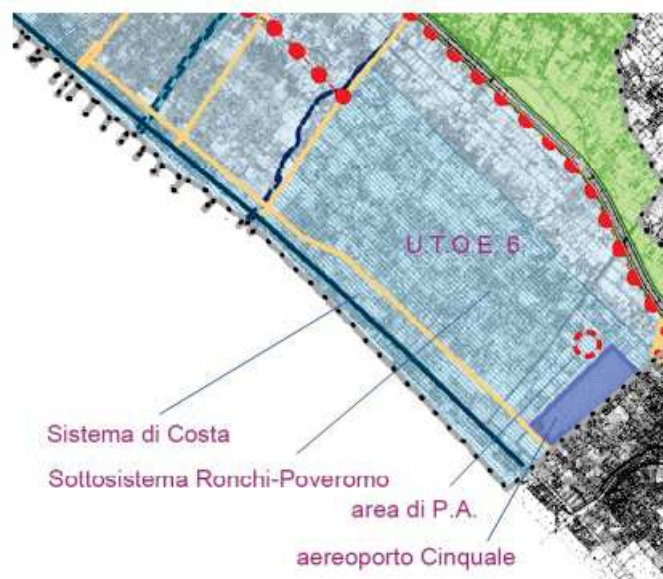 U.T.O.E. 6
Sistema di Costa
Sottosistema Ronchi-Poveromo
area di P.A.
aereoporto Cinquale